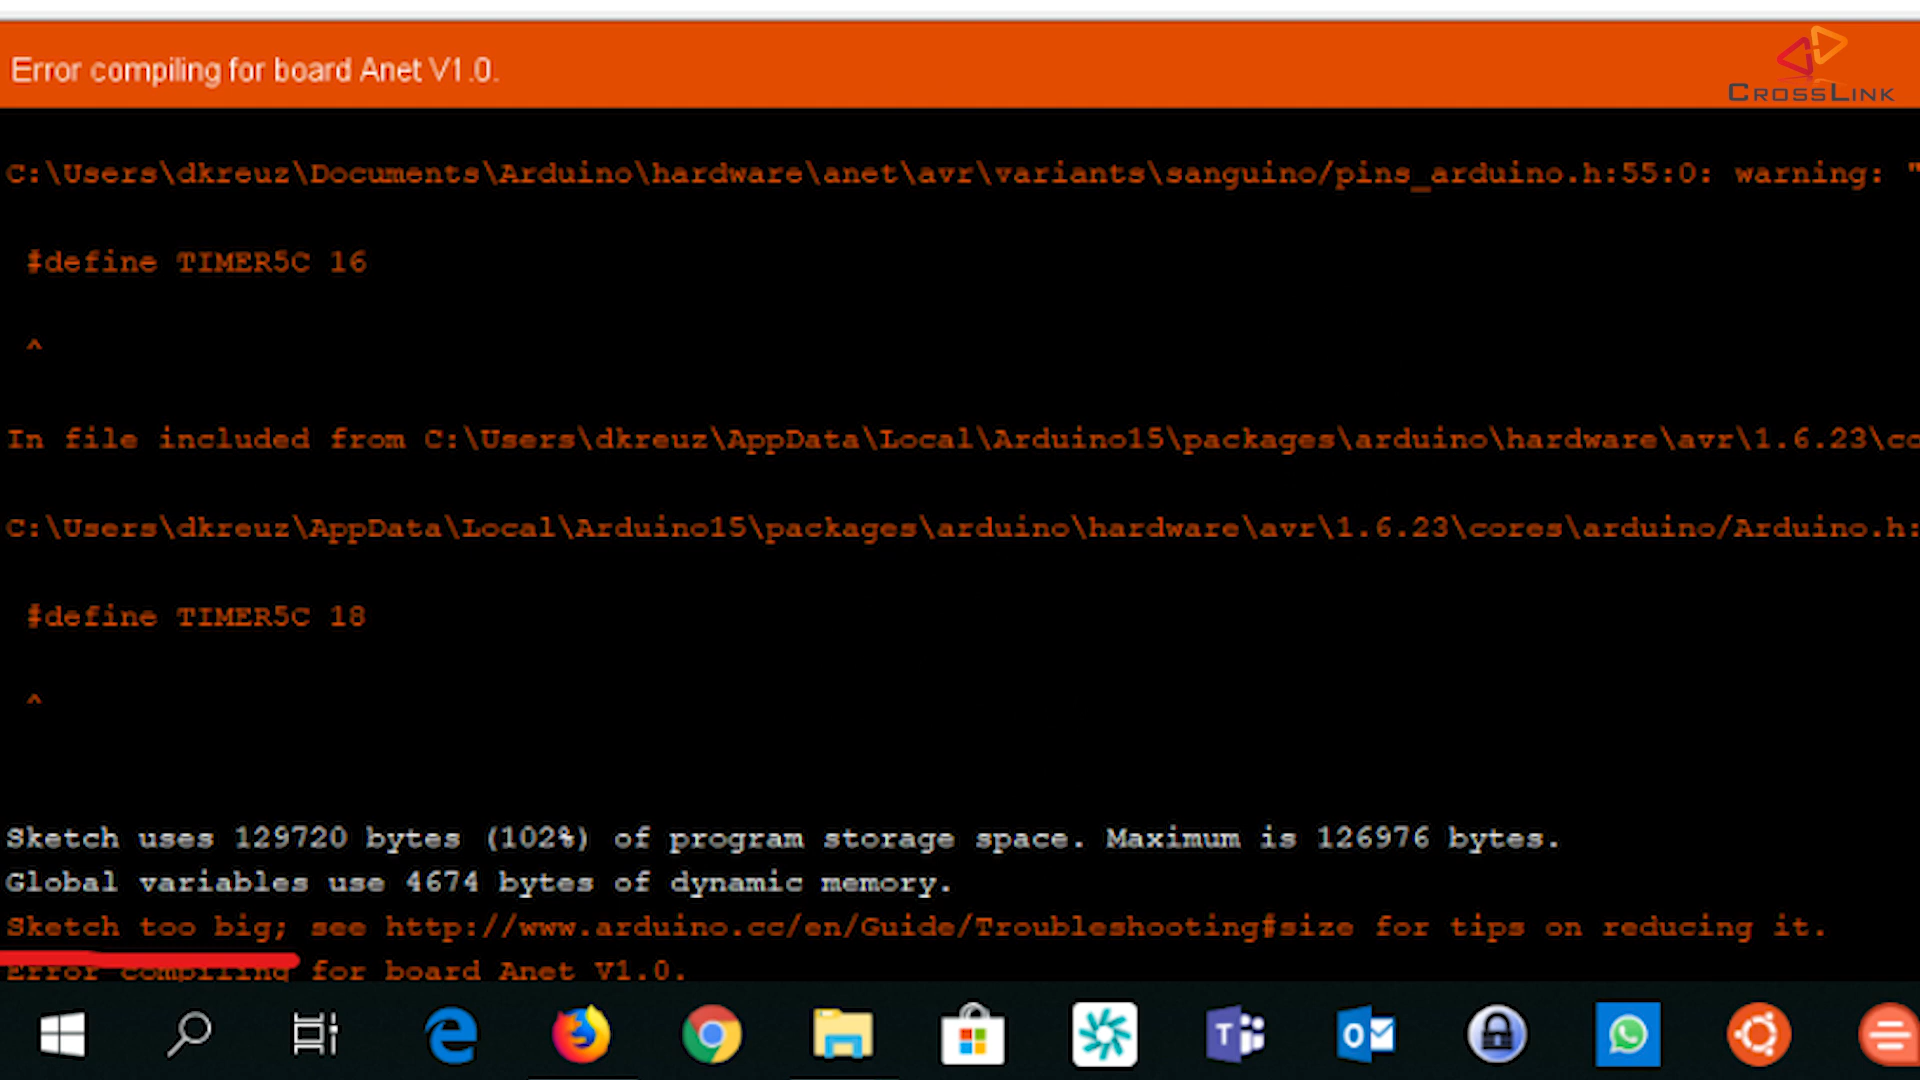 Error compiling for board Anet V1.0.
CROSSLINK
C:\Users\dkreuz\Documents\Arduino\hardware\anet\avr\variants\sanguino/pins_arduino.h:55:0: warning: "
#define TIMER5C 16
^
In file included from C:\Users\dkreuz\AppData\Local\Arduino15\packages\arduino\hardware\avr\1.6.23\co
C:\Users\dkreuz\AppData\Local\Arduino15\packages\arduino\hardware\avr\1.6.23\cores\arduino/Arduino.h:
#define TIMER5C 18
^
Sketch uses 129720 bytes (102%) of program storage space. Maximum is 126976 bytes.
Global variables use 4674 bytes of dynamic memory.
Sketch too big; see http://www.arduino.cc/en/Guide/Troubleshooting#size for tips on reducing it.
Error compiling for board Anet V1.0.